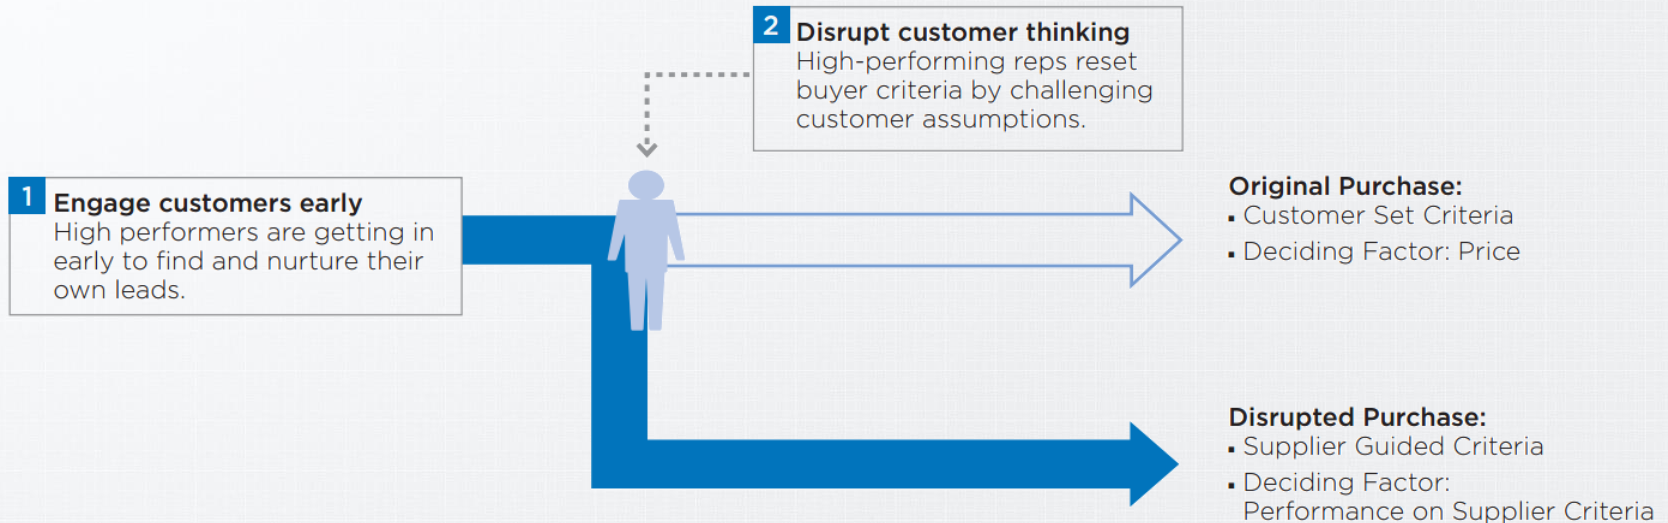 2 Disrupt customer thinking
High-performing reps reset
buyer criteria by challenging
customer assumptions.
1 Engage customers early
High performers are getting in
early to find and nurture their
own leads.
Original Purchase:
▪ Customer Set Criteria
▪ Deciding Factor: Price
Disrupted Purchase:
▪ Supplier Guided Criteria
▪ Deciding Factor:
Performance on Supplier Criteria